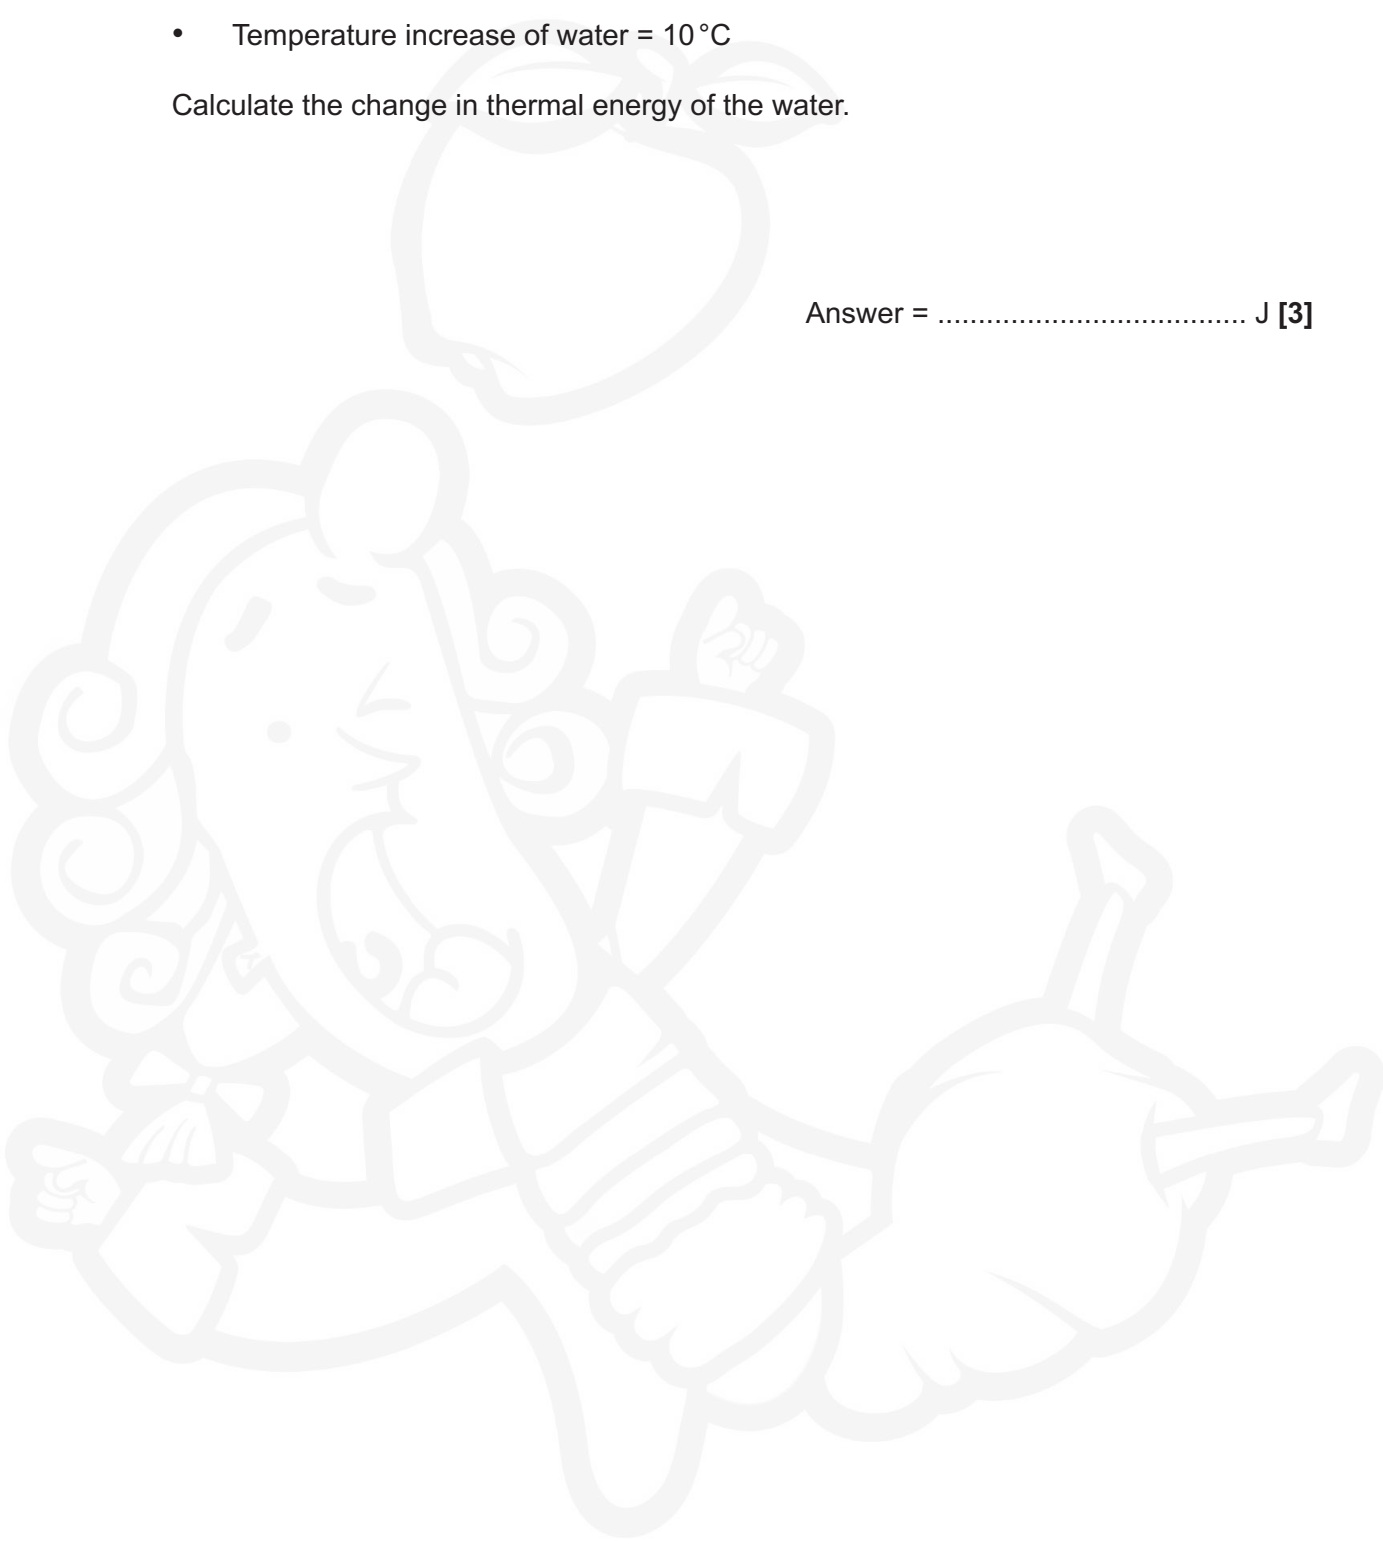 • Temperature increase of water = 10 °C
Calculate the change in thermal energy of the water.
Answer = ...................................... J [3]